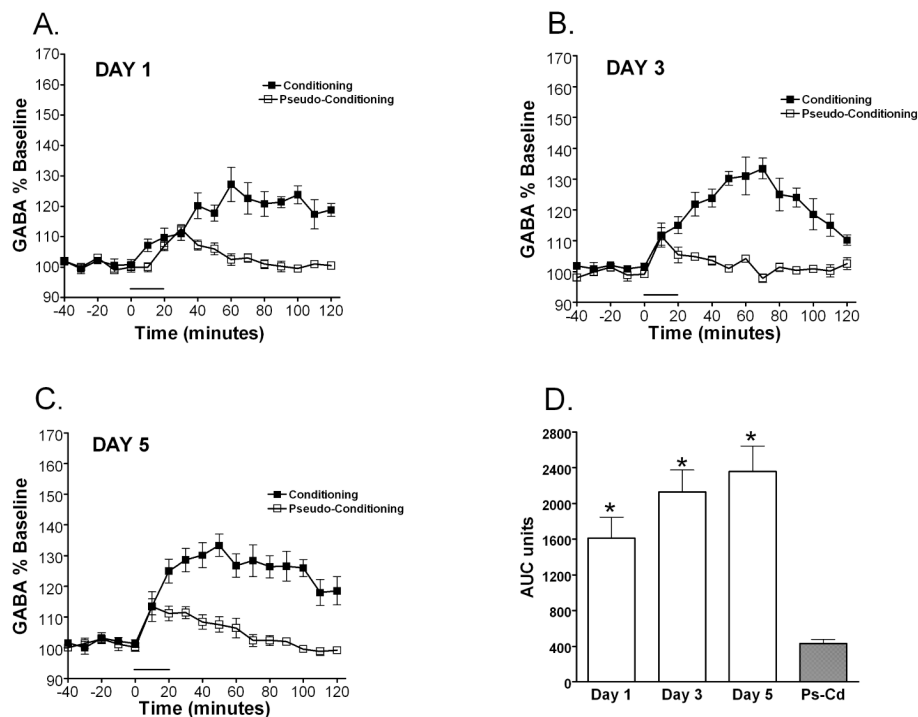 A.
DAY 1
Conditioning
Pseudo-Conditioning
GABA % Baseline
170
160
150
140
130
120
110
100
90
-40 -20 0 20 40 60 80 100 120
Time (minutes)
B.
DAY 3
Conditioning
Pseudo-Conditioning
GABA % Baseline
170
160
150
140
130
120
110
100
90
-40 -20 0 20 40 60 80 100 120
Time (minutes)
C.
DAY 5
Conditioning
Pseudo-Conditioning
GABA % Baseline
170
160
150
140
130
120
110
100
90
-40 -20 0 20 40 60 80 100 120
Time (minutes)
D.
AUC units
2800
2400
2000
1600
1200
800
400
0
* * *
Day 1 Day 3 Day 5 Ps-Cd